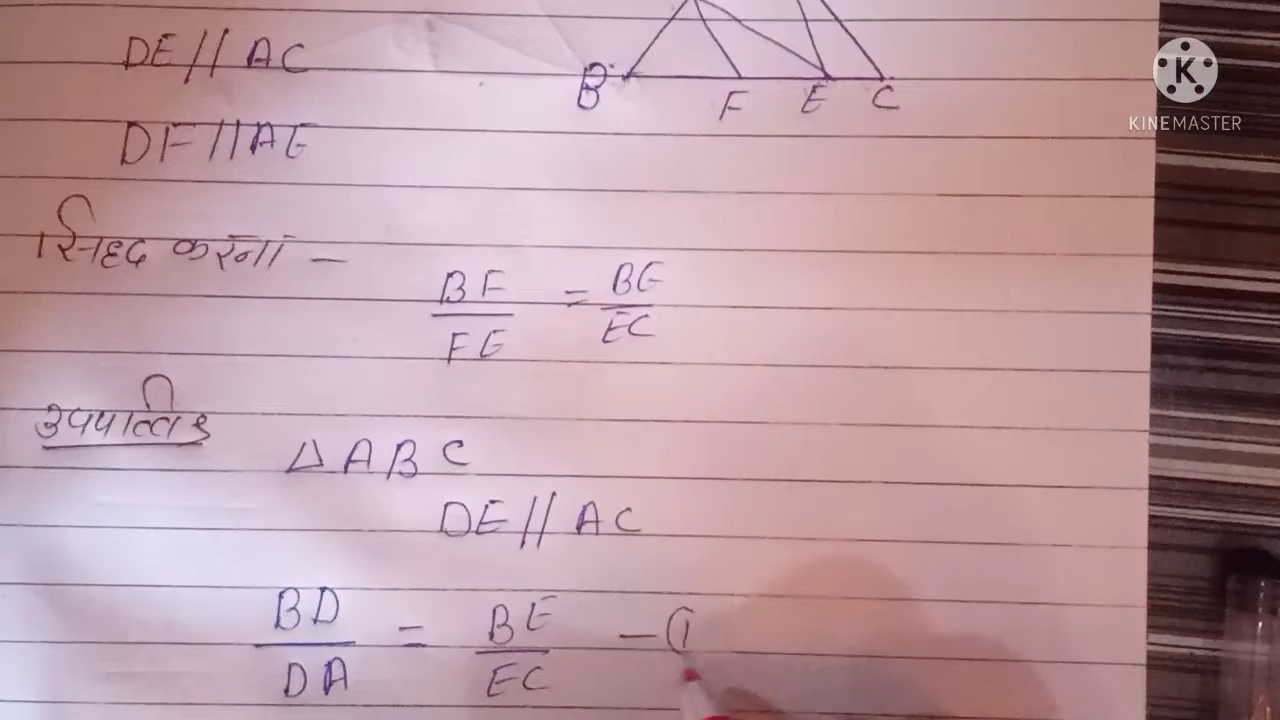 DE // AC
B F E C
K
KINEMASTER
DF // AE
सिद्ध करना —
BF/FE = BE/EC
उपपत्ति :
△ ABC
DE // AC
BD/DA = BE/EC — (1